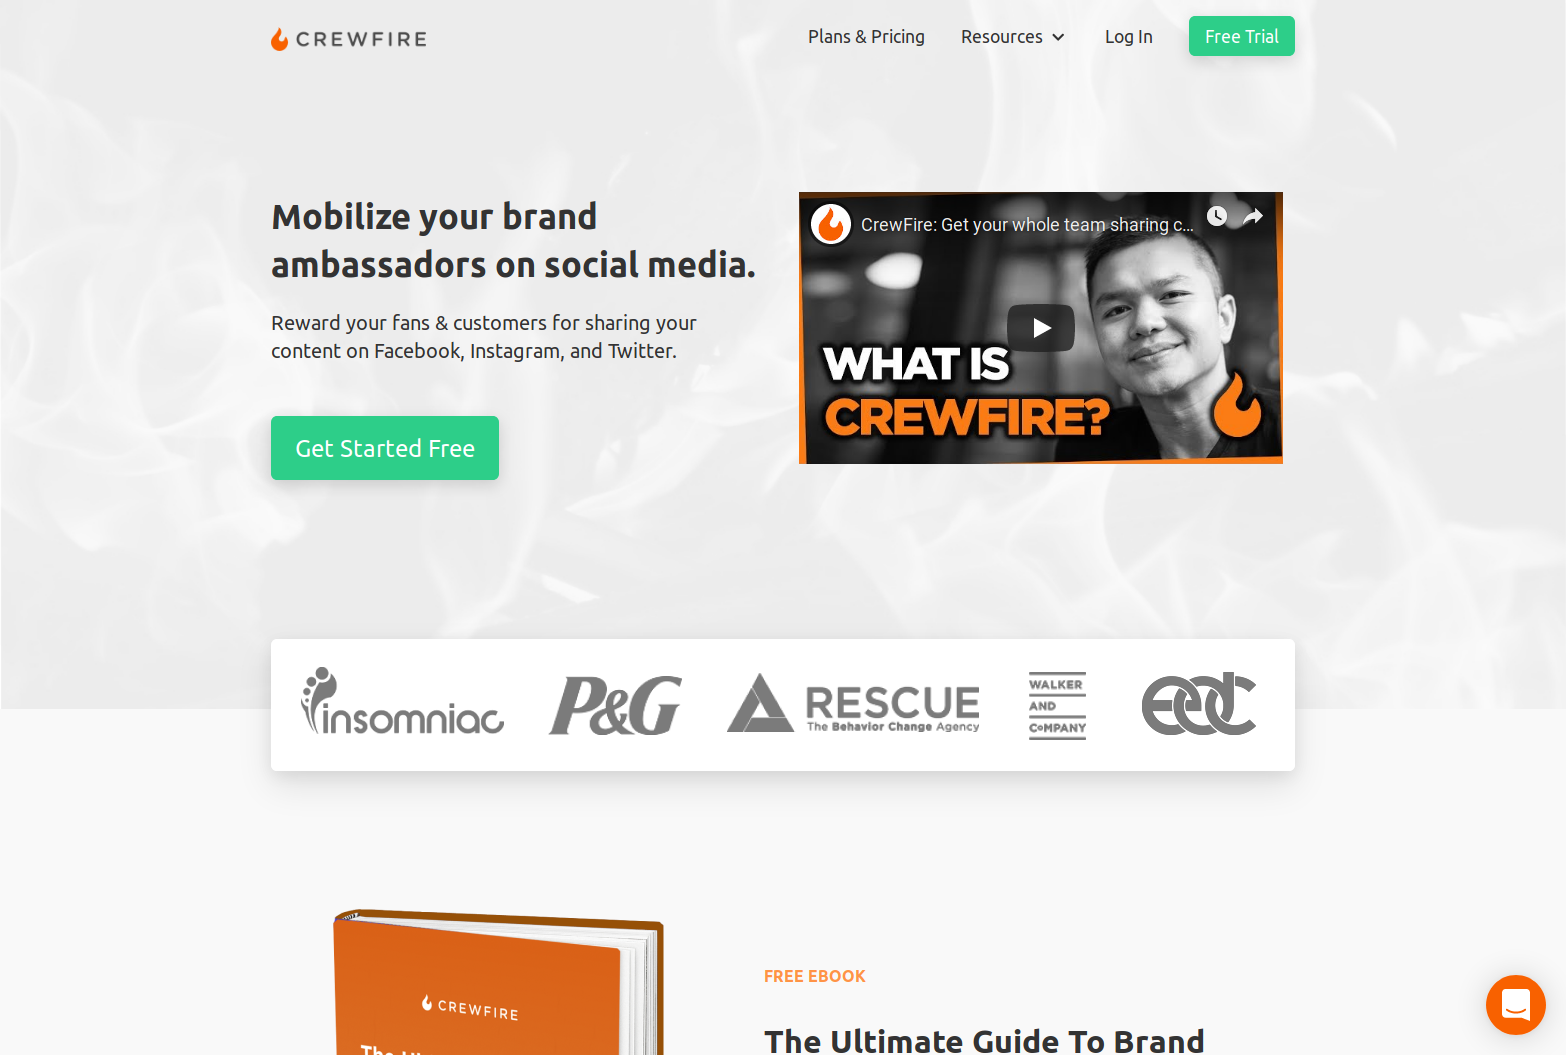 CREWFIRE
Plans & Pricing
Resources
Log In
Free Trial
Mobilize your brand
ambassadors on social media.
Reward your fans & customers for sharing your
content on Facebook, Instagram, and Twitter.
Get Started Free
CrewFire: Get your whole team sharing c...
WHAT IS
CREWFIRE?
insomniac
P&G
RESCUE
The Behavior Change Agency
WALKER
AND
COMPANY
edc
CREWFIRE
FREE EBOOK
The Ultimate Guide To Brand